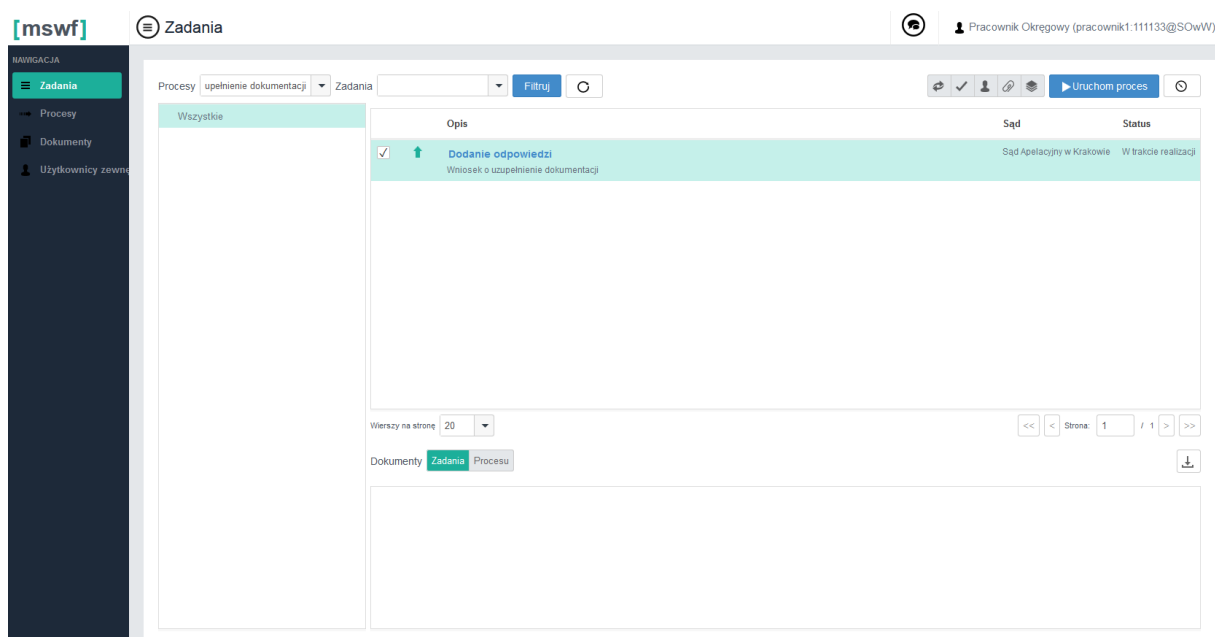 [mswf]
Zadania
Pracownik Okręgowy (pracownik1:111133@SOwW)
NAWIGACJA
Zadania
Procesy
Dokumenty
Użytkownicy zewnę
Procesy upełnienie dokumentacji Zadania Filtruj Uruchom proces
Wszystkie
Opis Sąd Status
Dodanie odpowiedzi Sąd Apelacyjny w Krakowie W trakcie realizacji
Wniosek o uzupełnienie dokumentacji
Wierszy na stronę 20 << < Strona: 1 / 1 > >>
Dokumenty Zadania Procesu